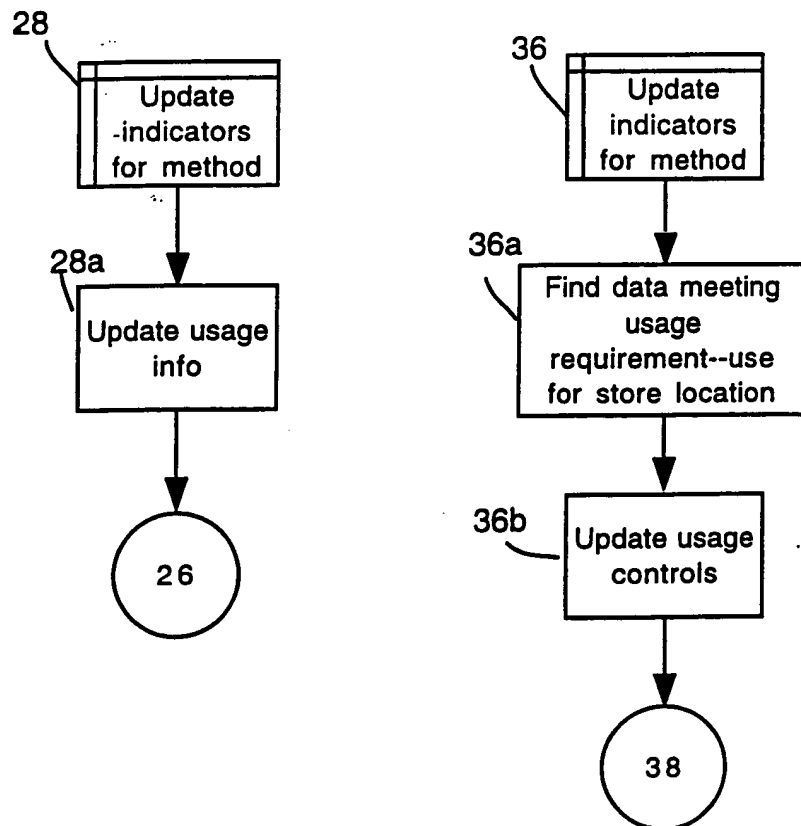 28
Update
-indicators
for method
28a
Update usage
info
26
36
Update
indicators
for method
36a
Find data meeting
usage
requirement--use
for store location
36b
Update usage
controls
38